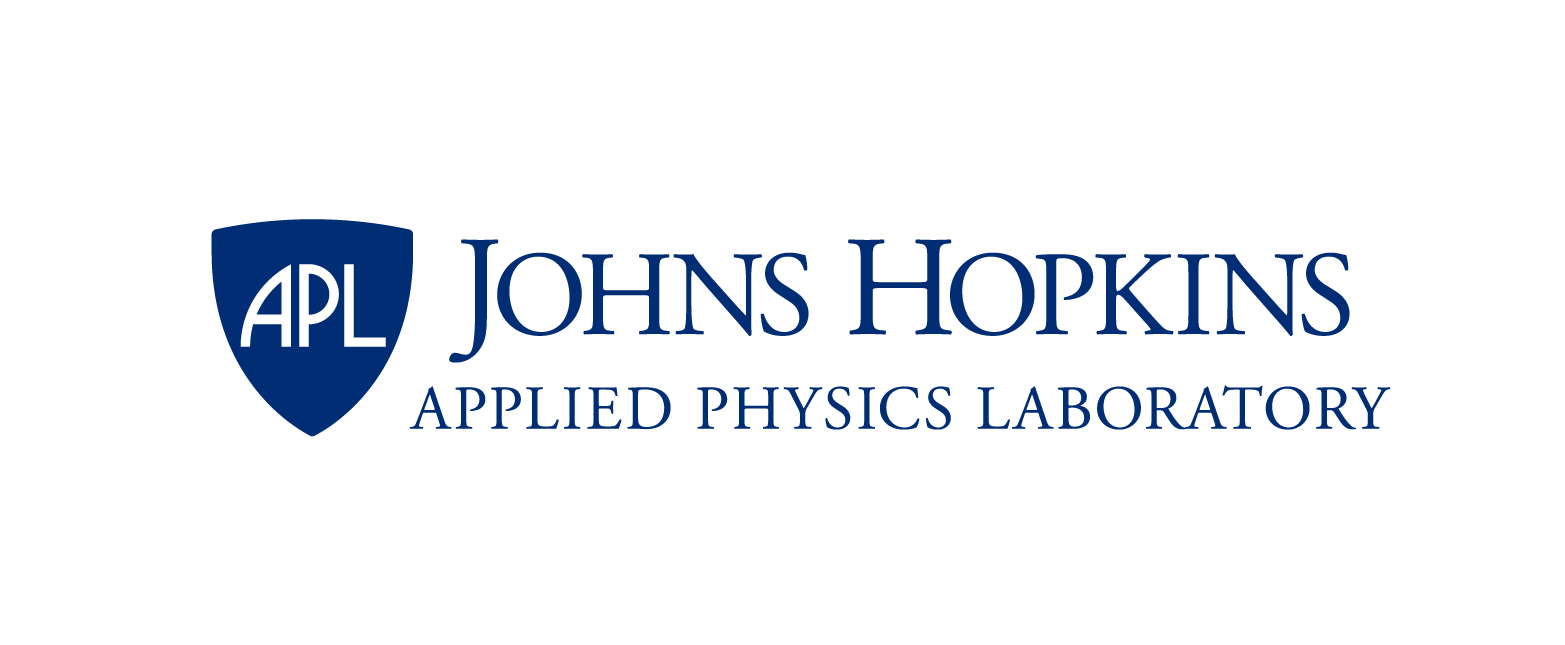 APL
JOHNS HOPKINS
APPLIED PHYSICS LABORATORY